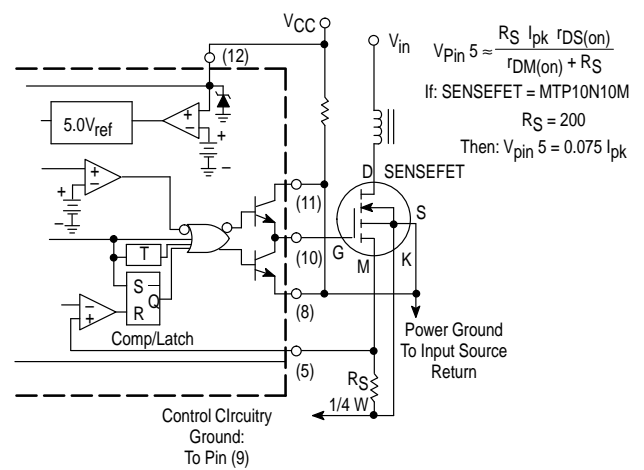 VCC
Vin
(12)
5.0Vref
+
−
−
+
VPin 5 ≈ RS Ipk rDS(on)
rDM(on) + RS
If: SENSEFET = MTP10N10M
RS = 200
Then: Vpin 5 = 0.075 Ipk
D SENSEFET
S
G
M
K
(11)
(10)
(8)
(5)
+
−
−
+
T
S
R
Q
−
+
Comp/Latch
Power Ground
To Input Source
Return
RS
1/4 W
Control CIrcuitry
Ground:
To Pin (9)